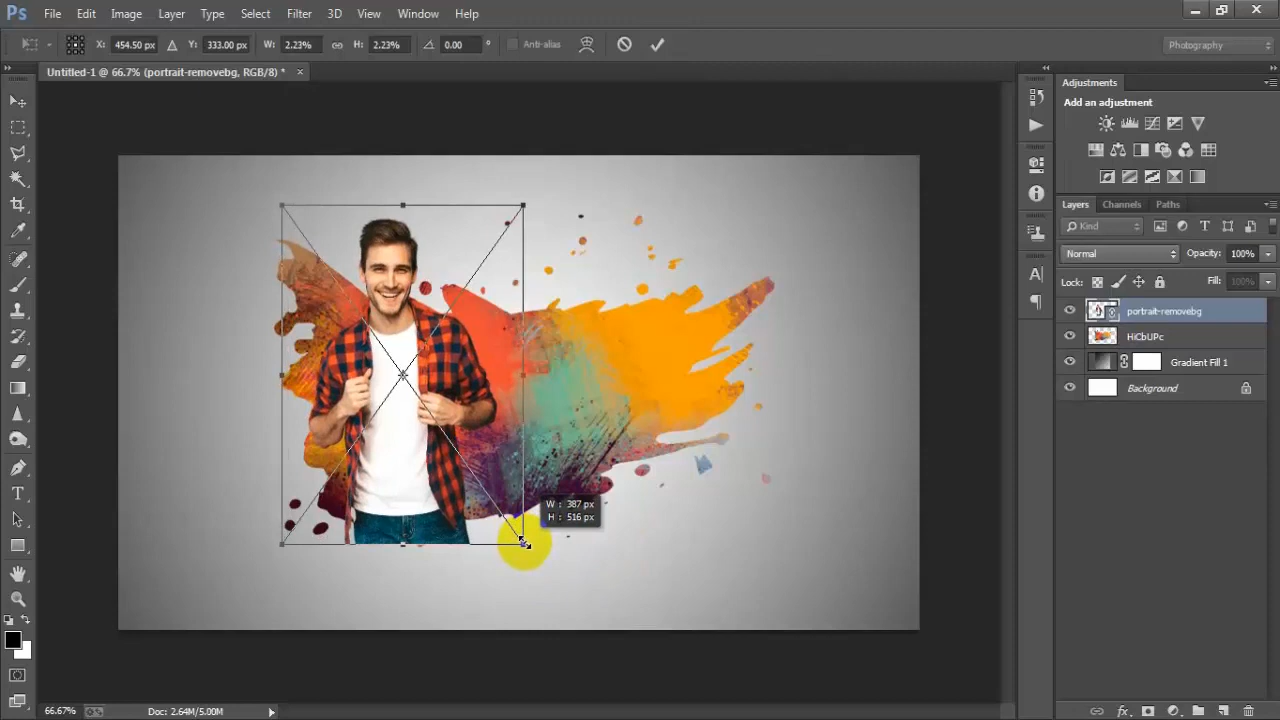 Ps File Edit Image Layer Type Select Filter 3D View Window Help
X: 454.50 px Y: 333.00 px W: 2.23% H: 2.23% 0.00 ° Anti-alias Photography
Untitled-1 @ 66.7% (portrait-removebg, RGB/8) * ×
Adjustments
Add an adjustment
Layers Channels Paths
Kind
Normal Opacity: 100%
Lock: Fill: 100%
portrait-removebg
HiCbUPc
Gradient Fill 1
Background
W: 387 px
H: 516 px
66.67% Doc: 2.64M/5.00M